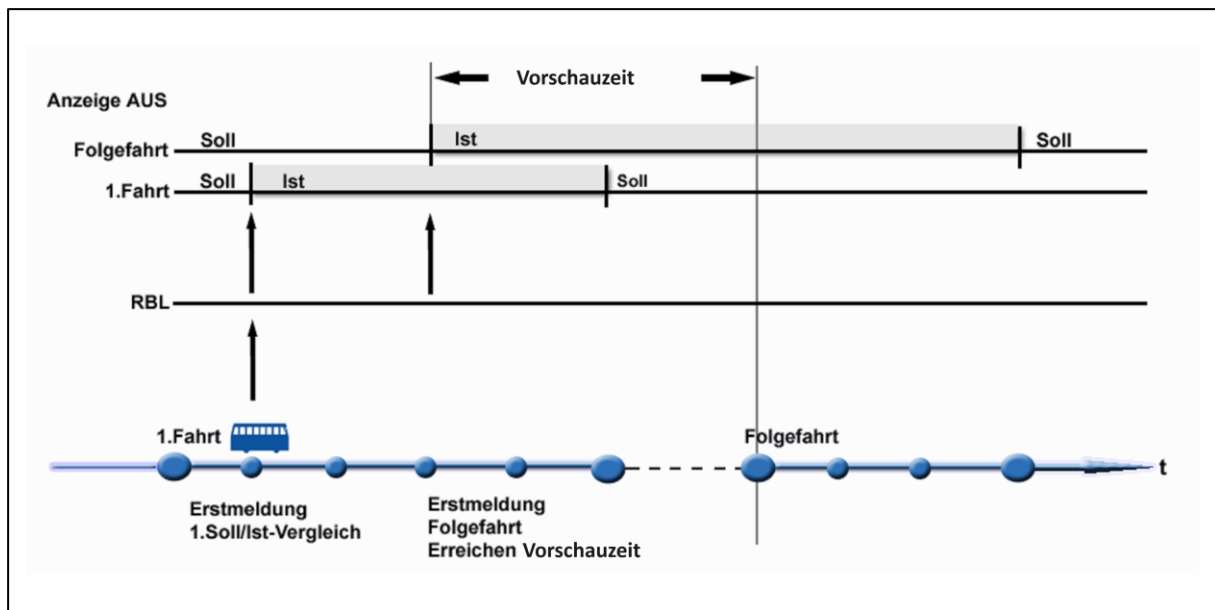 Vorschauzeit
Anzeige AUS
Soll
Ist
Soll
Folgefahrt
Soll
Ist
Soll
1.Fahrt
RBL
1.Fahrt
Folgefahrt
t
Erstmeldung
1.Soll/Ist-Vergleich
Erstmeldung
Folgefahrt
Erreichen Vorschauzeit